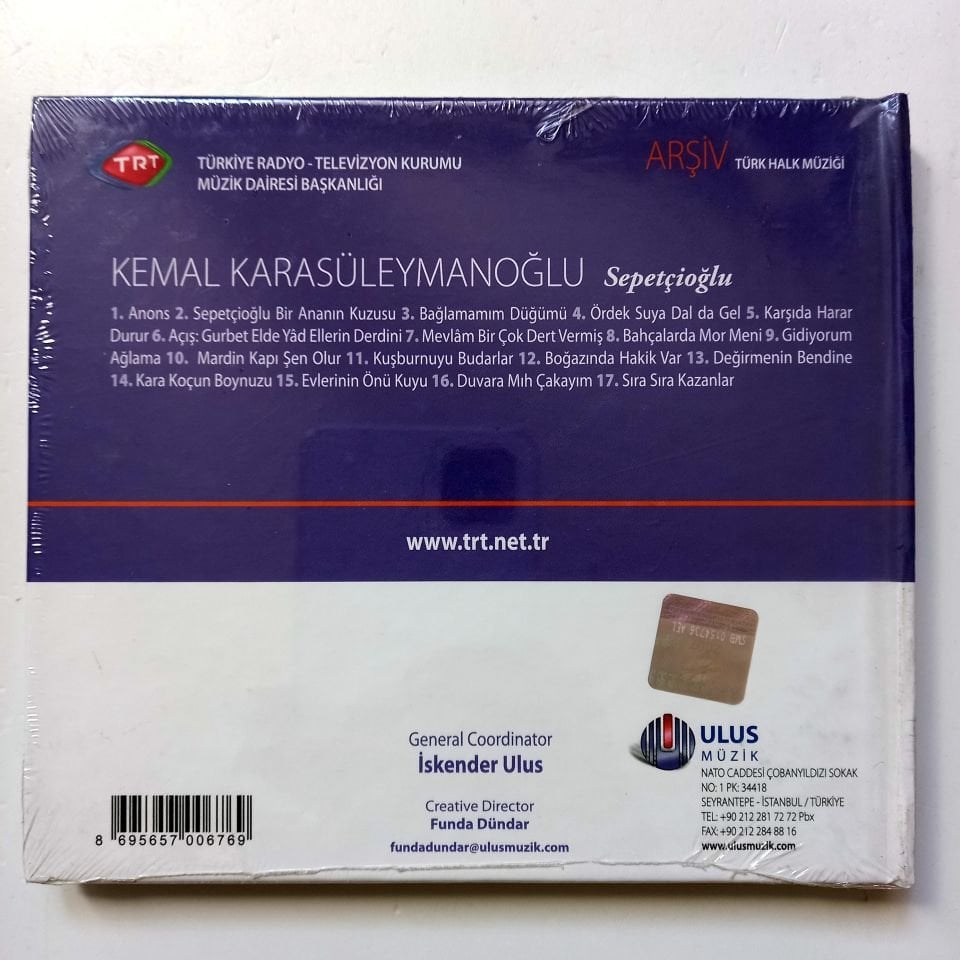 TRT
TÜRKİYE RADYO - TELEVİZYON KURUMU
MÜZİK DAİRESİ BAŞKANLIĞI
ARŞİV TÜRK HALK MÜZİĞİ
KEMAL KARASÜLEYMANOĞLU Sepetçioğlu
1. Anons 2. Sepetçioğlu Bir Ananın Kuzusu 3. Bağlamamım Düğümü 4. Ördek Suya Dal da Gel 5. Karşıda Harar
Durur 6. Açış: Gurbet Elde Yâd Ellerin Derdini 7. Mevlâm Bir Çok Dert Vermiş 8. Bahçalarda Mor Meni 9. Gidiyorum
Ağlama 10. Mardin Kapı Şen Olur 11. Kuşburnuyu Budarlar 12. Boğazında Hakik Var 13. Değirmenin Bendine
14. Kara Koçun Boynuzu 15. Evlerinin Önü Kuyu 16. Duvara Mıh Çakayım 17. Sıra Sıra Kazanlar
www.trt.net.tr
SMB 0154736 AEL
General Coordinator
İskender Ulus
Creative Director
Funda Dündar
fundadundar@ulusmuzik.com
ULUS
MÜZİK
NATO CADDESİ ÇOBANYILDIZI SOKAK
NO: 1 PK: 34418
SEYRANTEPE - İSTANBUL / TÜRKİYE
TEL: +90 212 281 72 72 Pbx
FAX: +90 212 284 88 16
www.ulusmuzik.com
8 695657 006769